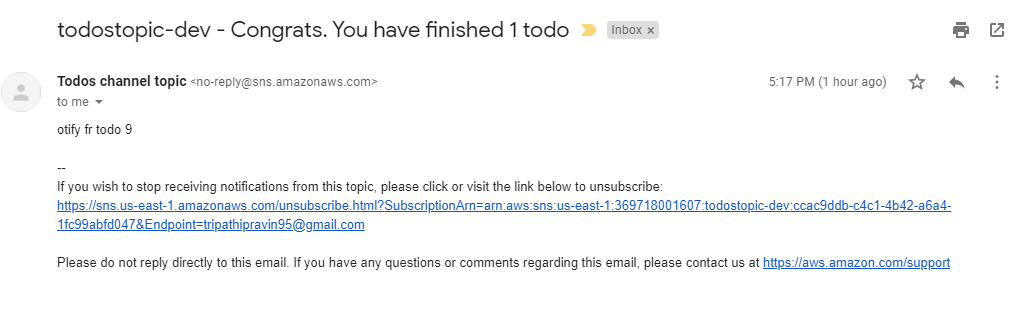 todostopic-dev - Congrats. You have finished 1 todo Inbox x
Todos channel topic <no-reply@sns.amazonaws.com> 5:17 PM (1 hour ago)
to me
otify fr todo 9
--
If you wish to stop receiving notifications from this topic, please click or visit the link below to unsubscribe:
https://sns.us-east-1.amazonaws.com/unsubscribe.html?SubscriptionArn=arn:aws:sns:us-east-1:369718001607:todostopic-dev:ccac9ddb-c4c1-4b42-a6a4-
1fc99abfd047&Endpoint=tripathipravin95@gmail.com
Please do not reply directly to this email. If you have any questions or comments regarding this email, please contact us at https://aws.amazon.com/support